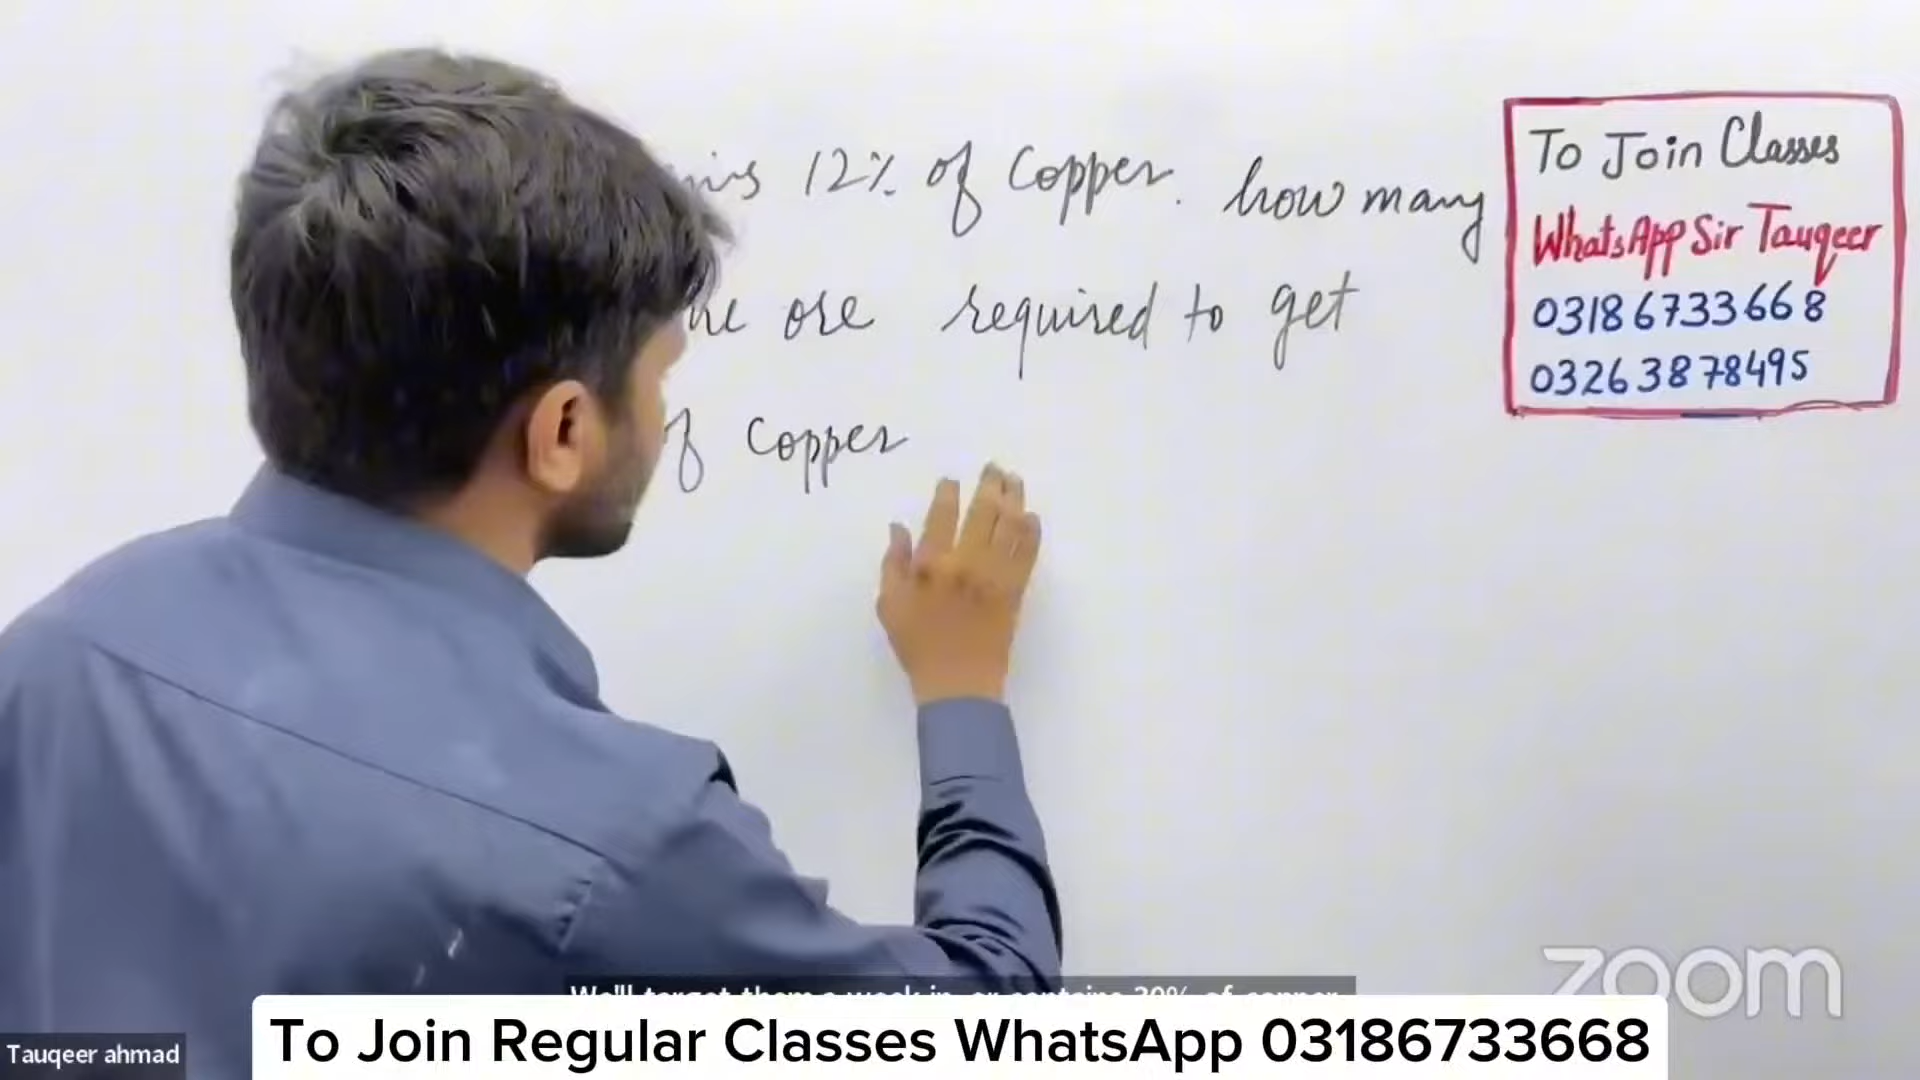 12% of Copper. how many
ore required to get
of Copper
To Join Classes
WhatsApp Sir Tauqeer
03186733668
03263878495
zoom
To Join Regular Classes WhatsApp 03186733668
Tauqeer ahmad